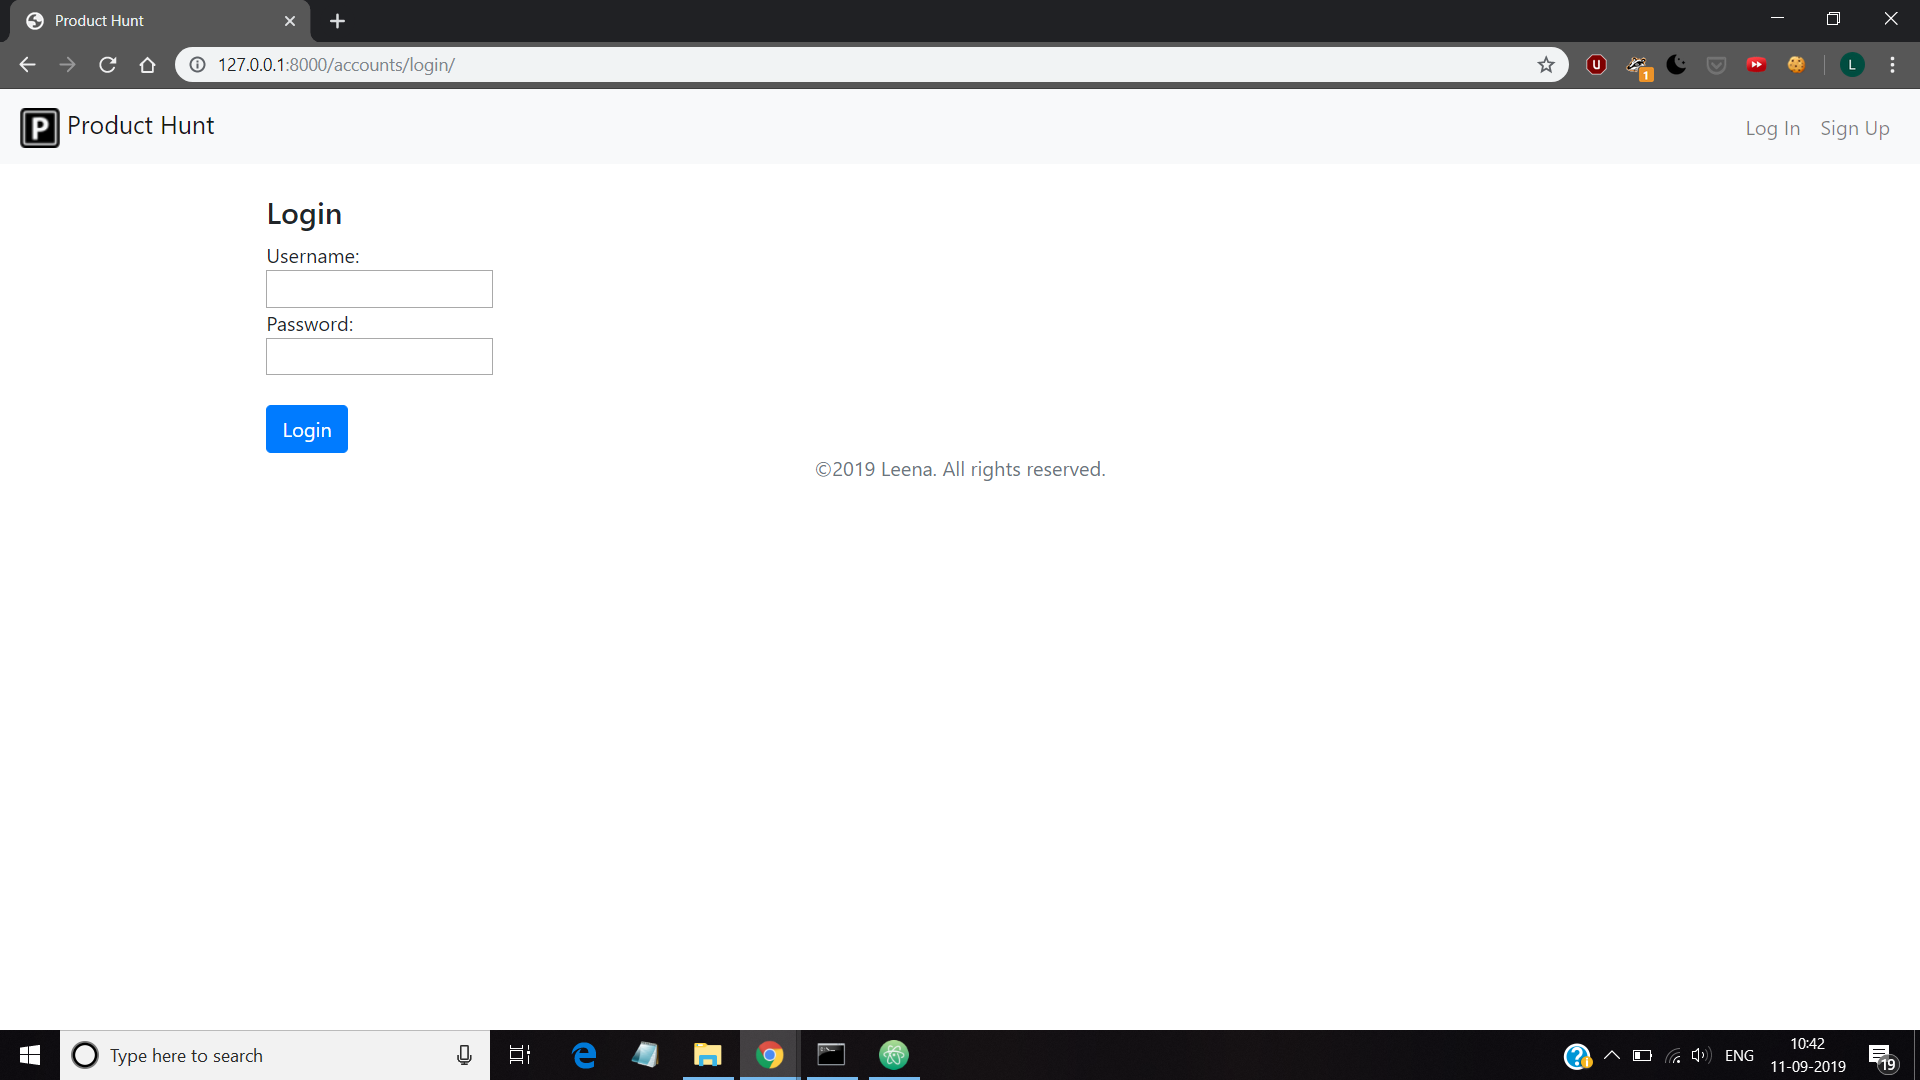 Product Hunt
127.0.0.1:8000/accounts/login/
U
1
L
P Product Hunt
Log In Sign Up
Login
Username:
Password:
Login
©2019 Leena. All rights reserved.
Type here to search
ENG
10:42
11-09-2019
19